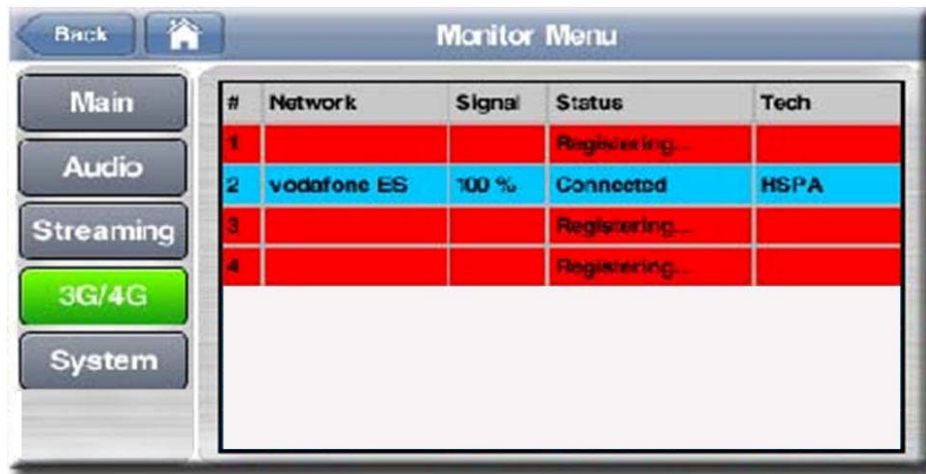 Back
Monitor Menu
Main
Audio
Streaming
3G/4G
System
# Network Signal Status Tech
1 Registering...
2 vodafone ES 100 % Connected HSPA
3 Registering...
4 Registering...